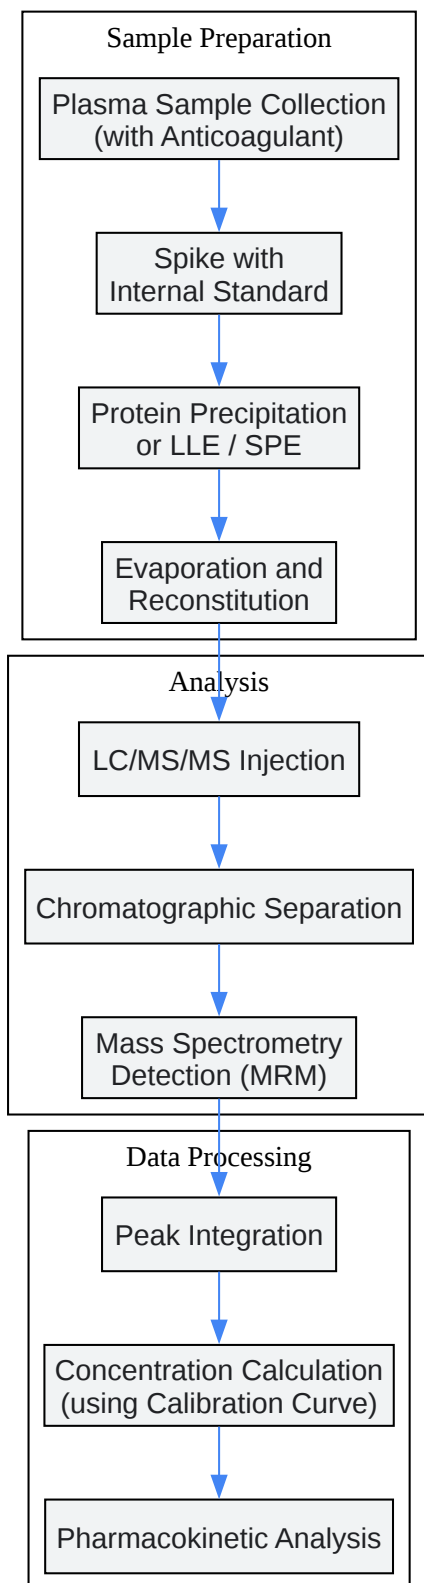 Sample Preparation
Plasma Sample Collection
(with Anticoagulant)
Spike with
Internal Standard
Protein Precipitation
or LLE / SPE
Evaporation and
Reconstitution
Analysis
LC/MS/MS Injection
Chromatographic Separation
Mass Spectrometry
Detection (MRM)
Data Processing
Peak Integration
Concentration Calculation
(using Calibration Curve)
Pharmacokinetic Analysis